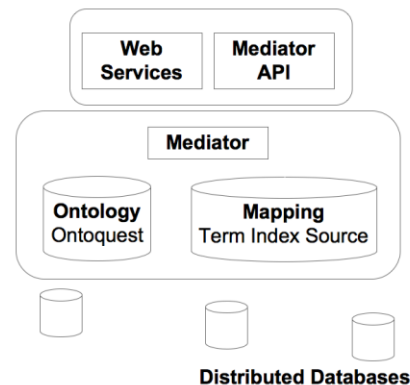 Web
Services
Mediator
API
Mediator
Ontology
Ontoquest
Mapping
Term Index Source
Distributed Databases